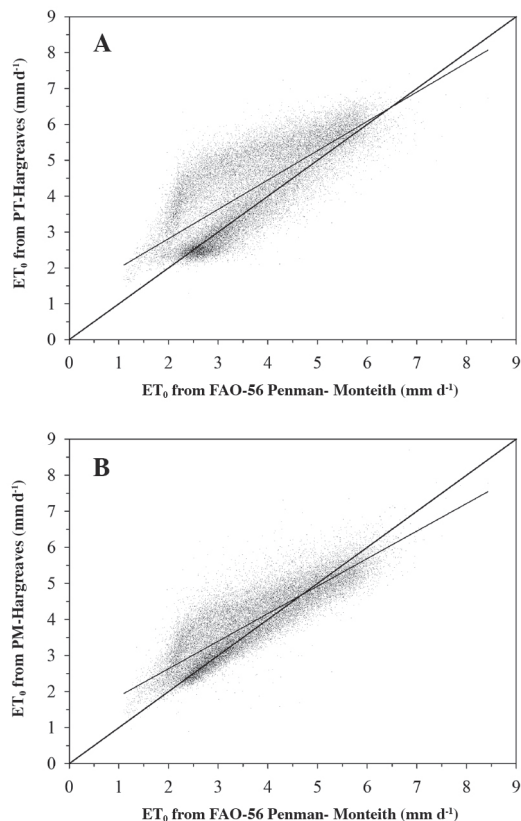 A
ET₀ from PT-Hargreaves (mm d⁻¹)
9
8
7
6
5
4
3
2
1
0
0 1 2 3 4 5 6 7 8 9
ET₀ from FAO-56 Penman- Monteith (mm d⁻¹)
B
ET₀ from PM-Hargreaves (mm d⁻¹)
9
8
7
6
5
4
3
2
1
0
0 1 2 3 4 5 6 7 8 9
ET₀ from FAO-56 Penman- Monteith (mm d⁻¹)